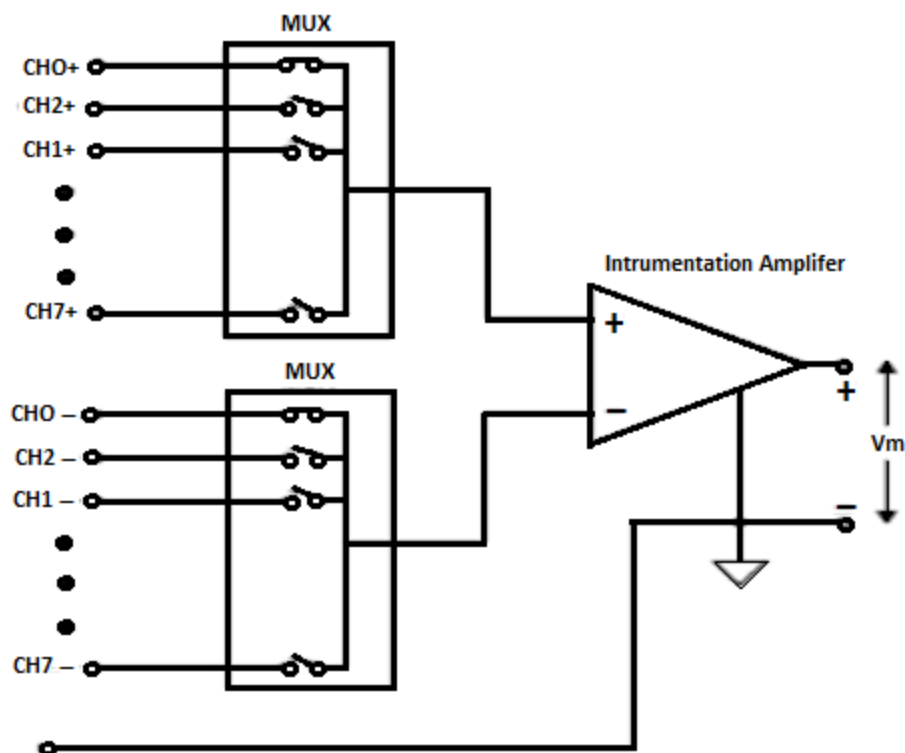 MUX
CHO+
CH2+
CH1+
CH7+
Intrumentation Amplifer
+
−
+
Vm
−
MUX
CHO −
CH2 −
CH1 −
CH7 −